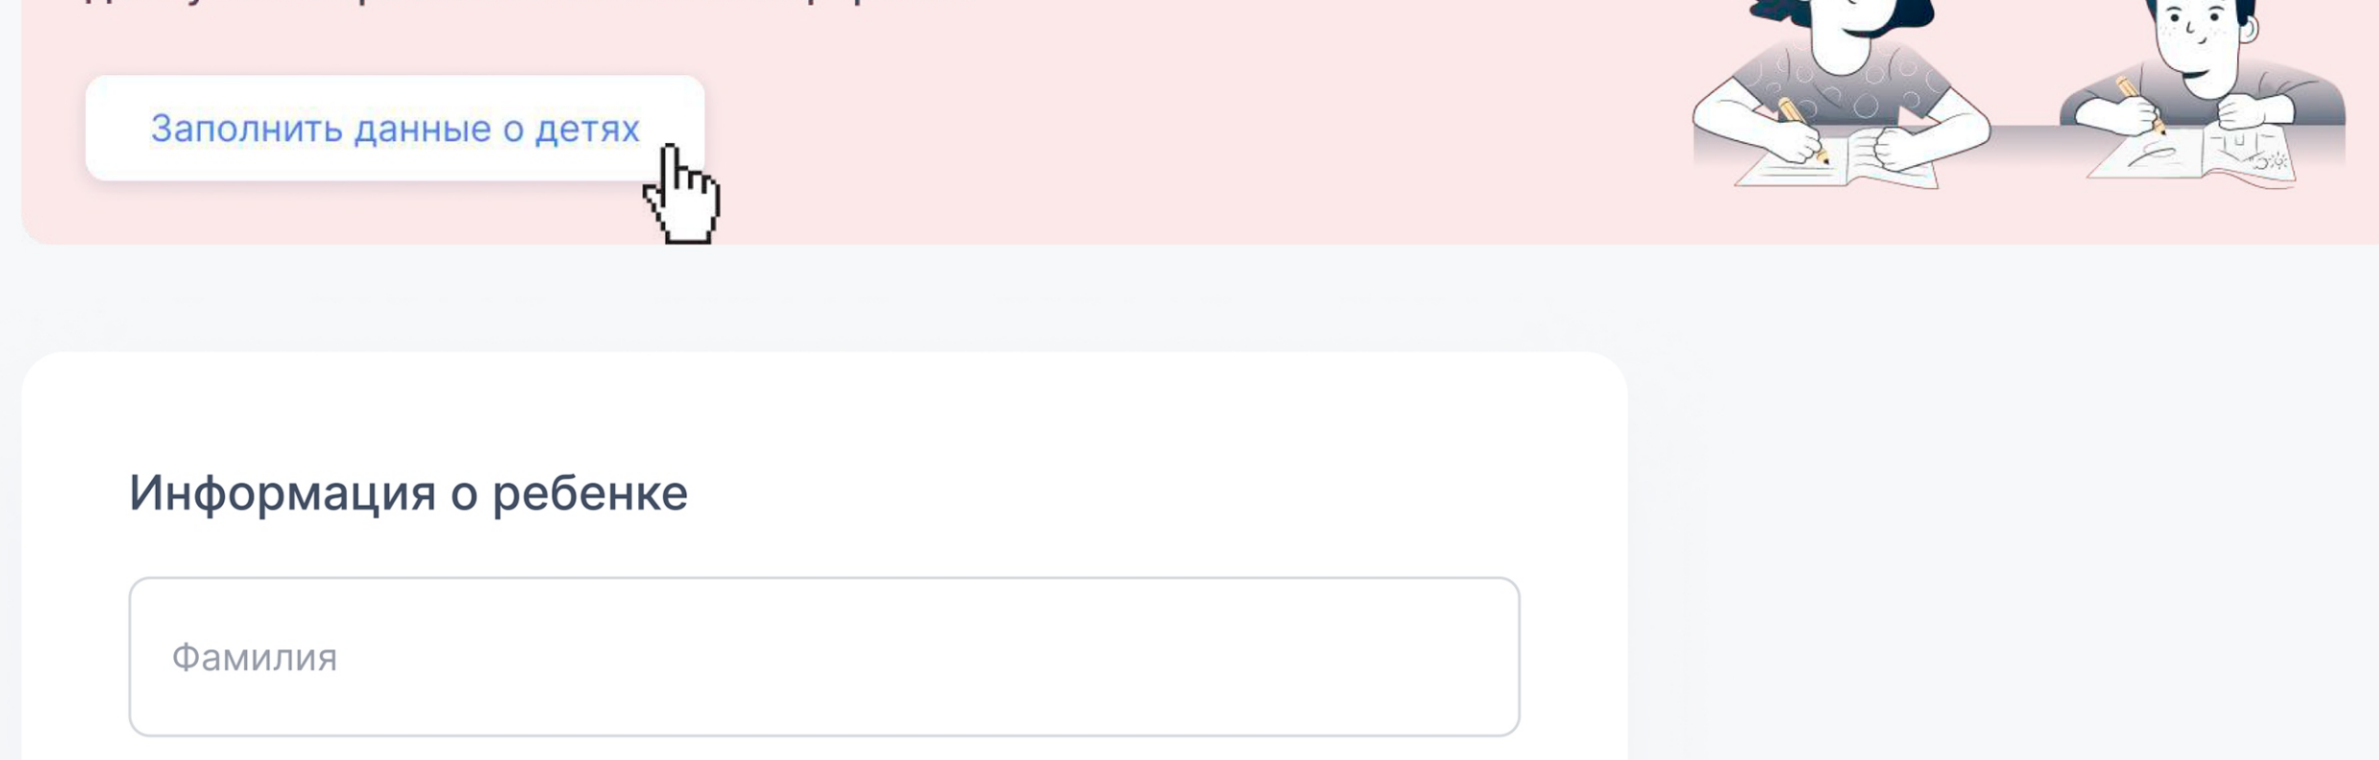 Заполнить данные о детях
Информация о ребенке
Фамилия